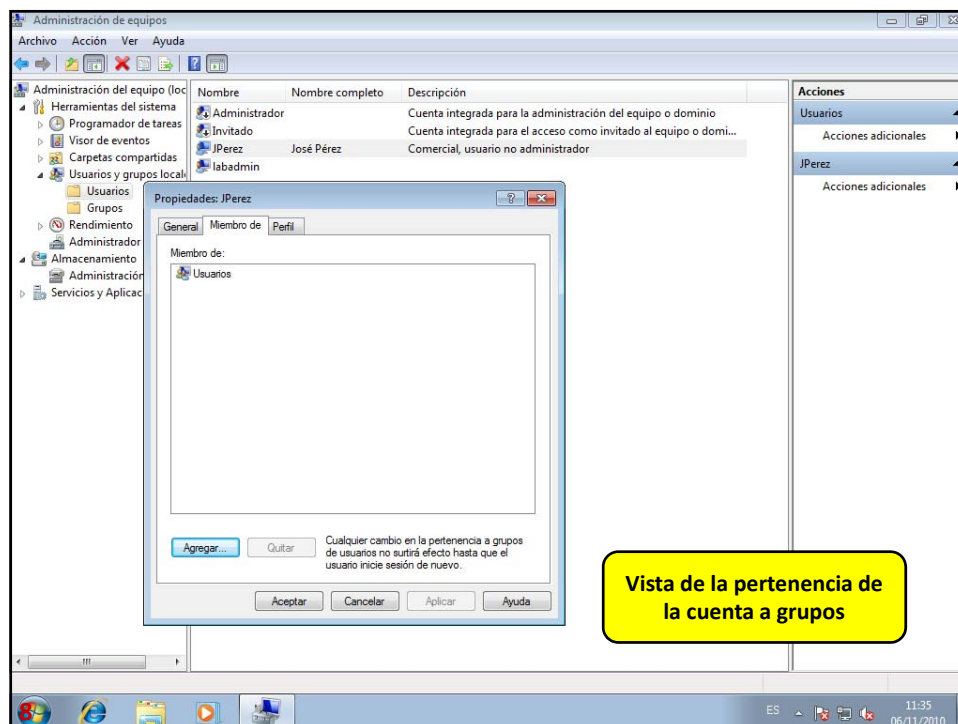 Administración de equipos
Archivo Acción Ver Ayuda
Administración del equipo (loc
Herramientas del sistema
Programador de tareas
Visor de eventos
Carpetas compartidas
Usuarios y grupos local
Usuarios
Grupos
Rendimiento
Administrador
Almacenamiento
Administración
Servicios y Aplicac
Nombre Nombre completo Descripción
Administrador Cuenta integrada para la administración del equipo o dominio
Invitado Cuenta integrada para el acceso como invitado al equipo o domi...
JPerez José Pérez Comercial, usuario no administrador
labadmin
Acciones
Usuarios
Acciones adicionales
JPerez
Acciones adicionales
Propiedades: JPerez
General Miembro de Perfil
Miembro de:
Usuarios
Agregar... Quitar
Cualquier cambio en la pertenencia a grupos
de usuarios no surtirá efecto hasta que el
usuario inicie sesión de nuevo.
Aceptar Cancelar Aplicar Ayuda
Vista de la pertenencia de
la cuenta a grupos
ES
11:35
06/11/2010